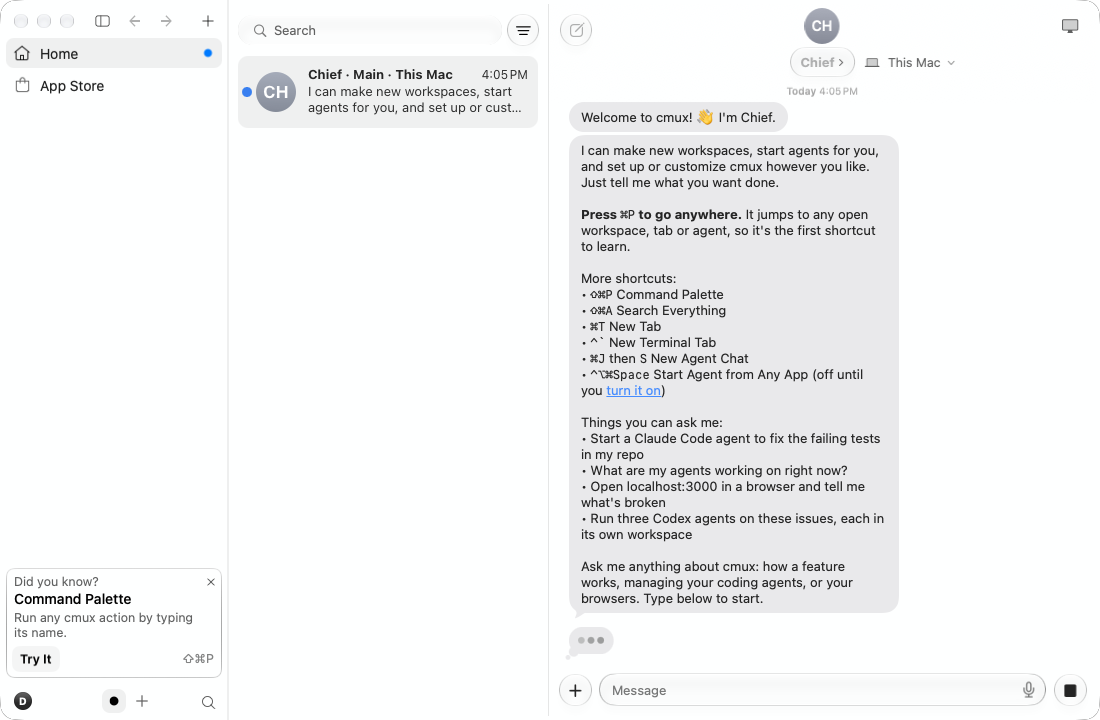 Home
App Store
Did you know?
Command Palette
Run any cmux action by typing
its name.
Try It
⇧⌘P
D
Search
CH
Chief · Main · This Mac
4:05 PM
I can make new workspaces, start
agents for you, and set up or cust...
CH
Chief ›
This Mac
Today 4:05 PM
Welcome to cmux! 👋 I'm Chief.
I can make new workspaces, start agents for you,
and set up or customize cmux however you like.
Just tell me what you want done.
Press ⌘P to go anywhere. It jumps to any open
workspace, tab or agent, so it's the first shortcut
to learn.
More shortcuts:
• ⇧⌘P Command Palette
• ⇧⌘A Search Everything
• ⌘T New Tab
• ^` New Terminal Tab
• ⌘J then S New Agent Chat
• ^⌥⌘Space Start Agent from Any App (off until
you turn it on)
Things you can ask me:
• Start a Claude Code agent to fix the failing tests
in my repo
• What are my agents working on right now?
• Open localhost:3000 in a browser and tell me
what's broken
• Run three Codex agents on these issues, each in
its own workspace
Ask me anything about cmux: how a feature
works, managing your coding agents, or your
browsers. Type below to start.
Message